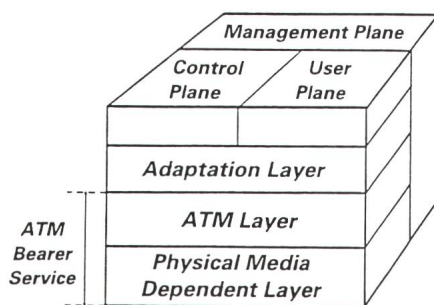 Management Plane
Control
Plane
User
Plane
Adaptation Layer
ATM Layer
Physical Media
Dependent Layer
ATM
Bearer
Service